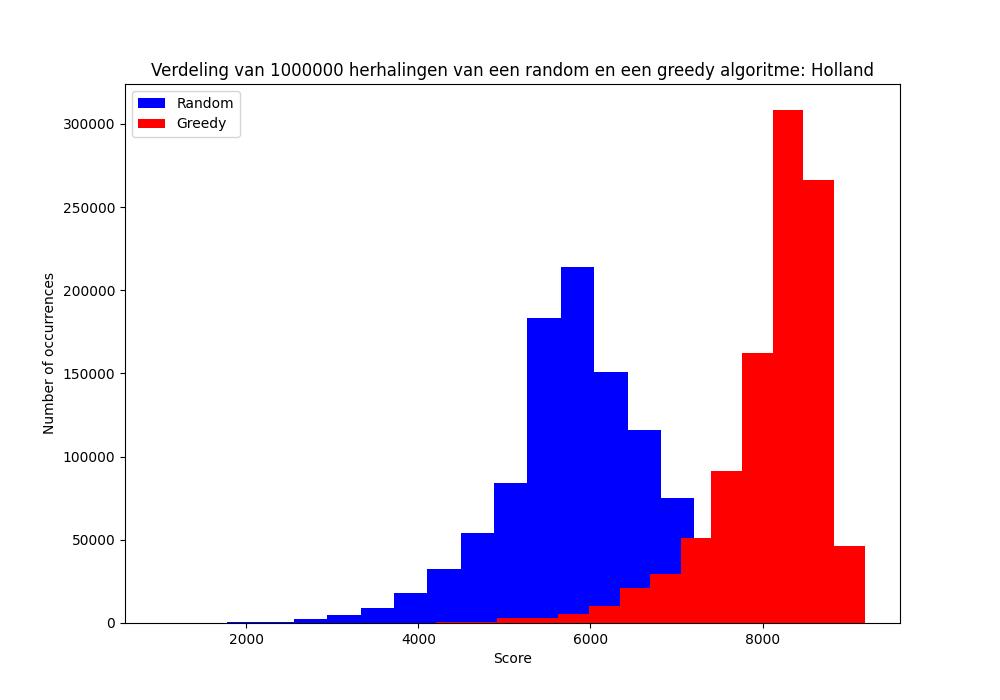 Verdeling van 1000000 herhalingen van een random en een greedy algoritme: Holland
Random
Greedy
300000
250000
200000
150000
100000
50000
0
Number of occurrences
2000 4000 6000 8000
Score